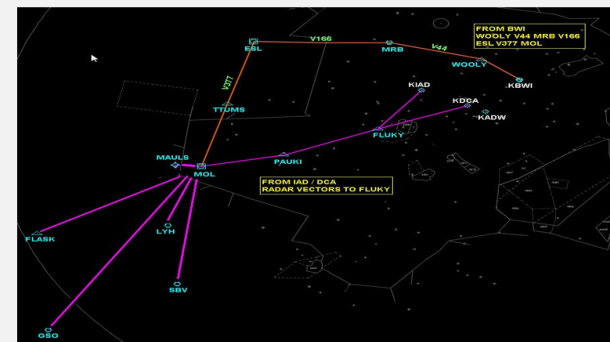 FROM BWI
WOOLY V44 MRB V166
ESL V377 MOL
ESL
V166
MRB
V44
WOOLY
KBWI
KIAD
V377
KDCA
TTUMS
KADW
FLUKY
MAULS
PAUKI
MOL
FROM IAD / DCA
RADAR VECTORS TO FLUKY
LYH
FLASK
SBV
OSO